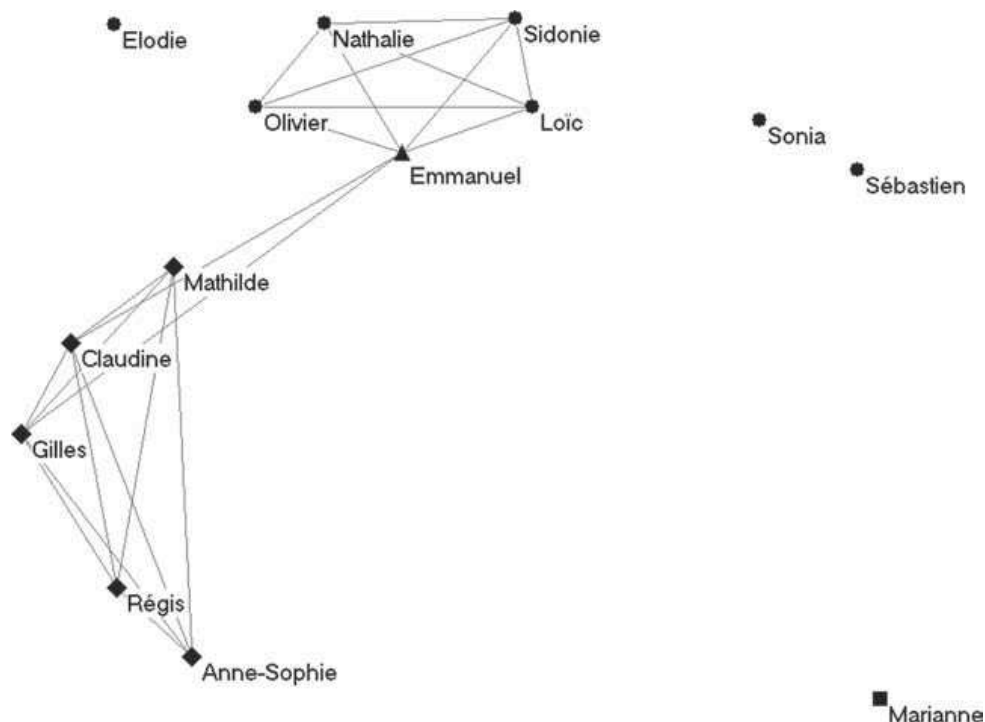 Elodie
Nathalie
Sidonie
Olivier
Loïc
Sonia
Emmanuel
Sébastien
Mathilde
Claudine
Gilles
Régis
Anne-Sophie
Marianne